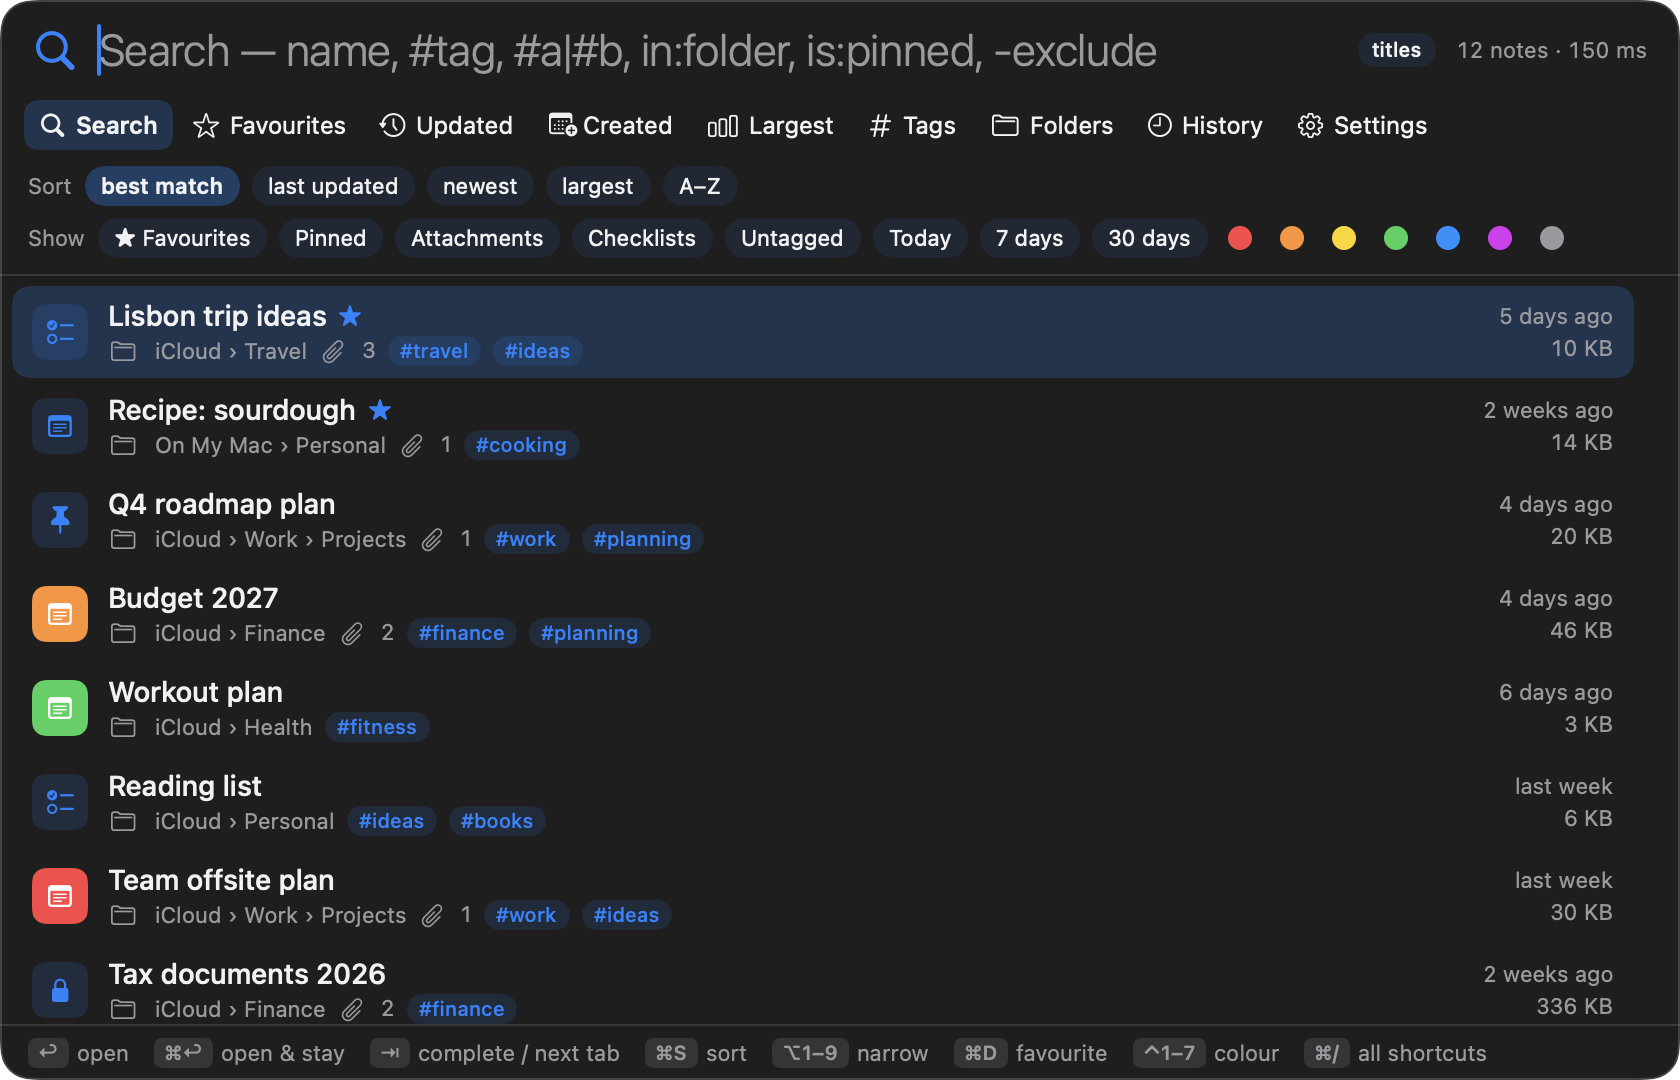 Search — name, #tag, #a|#b, in:folder, is:pinned, -exclude titles 12 notes · 150 ms
Search Favourites Updated Created Largest # Tags Folders History Settings
Sort best match last updated newest largest A–Z
Show ★ Favourites Pinned Attachments Checklists Untagged Today 7 days 30 days
Lisbon trip ideas ★ 5 days ago
iCloud › Travel 3 #travel #ideas 10 KB
Recipe: sourdough ★ 2 weeks ago
On My Mac › Personal 1 #cooking 14 KB
Q4 roadmap plan 4 days ago
iCloud › Work › Projects 1 #work #planning 20 KB
Budget 2027 4 days ago
iCloud › Finance 2 #finance #planning 46 KB
Workout plan 6 days ago
iCloud › Health #fitness 3 KB
Reading list last week
iCloud › Personal #ideas #books 6 KB
Team offsite plan last week
iCloud › Work › Projects 1 #work #ideas 30 KB
Tax documents 2026 2 weeks ago
iCloud › Finance 2 #finance 336 KB
↩ open ⌘↩ open & stay ⇥ complete / next tab ⌘S sort ⌥1–9 narrow ⌘D favourite ^1–7 colour ⌘/ all shortcuts